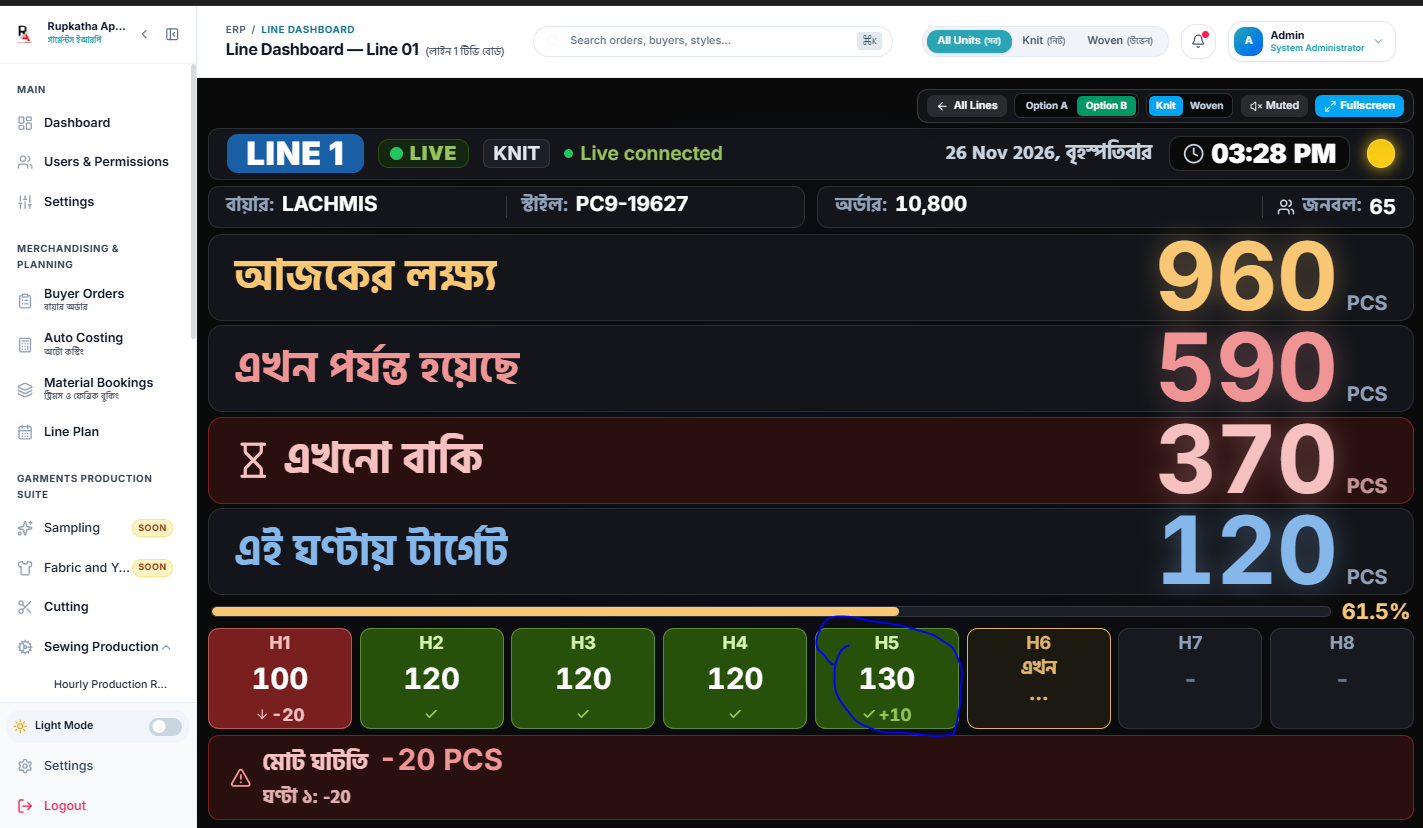 Rupkatha Ap...
গার্মেন্টস ইআরপি
MAIN
Dashboard
Users & Permissions
Settings
MERCHANDISING &
PLANNING
Buyer Orders
বায়ার অর্ডার
Auto Costing
অটো কস্টিং
Material Bookings
ট্রিমস ও ফেব্রিক বুকিং
Line Plan
GARMENTS PRODUCTION
SUITE
Sampling SOON
Fabric and Y... SOON
Cutting
Sewing Production
Hourly Production R...
Light Mode
Settings
Logout
ERP / LINE DASHBOARD
Line Dashboard — Line 01 (লাইন 1 টিভি বোর্ড)
Search orders, buyers, styles... ⌘K
All Units (সব) Knit (নিট) Woven (উভেন)
A Admin
System Administrator
← All Lines Option A Option B Knit Woven Muted Fullscreen
LINE 1 LIVE KNIT Live connected 26 Nov 2026, বৃহস্পতিবার 03:28 PM
বায়ার: LACHMIS স্টাইল: PC9-19627 অর্ডার: 10,800 জনবল: 65
আজকের লক্ষ্য 960 PCS
এখন পর্যন্ত হয়েছে 590 PCS
এখনো বাকি 370 PCS
এই ঘণ্টায় টার্গেট 120 PCS
61.5%
H1 H2 H3 H4 H5 H6 H7 H8
100 120 120 120 130 এখন - -
↓ -20 ✓ ✓ ✓ ✓ +10 ...
মোট ঘাটতি -20 PCS
ঘণ্টা ১: -20